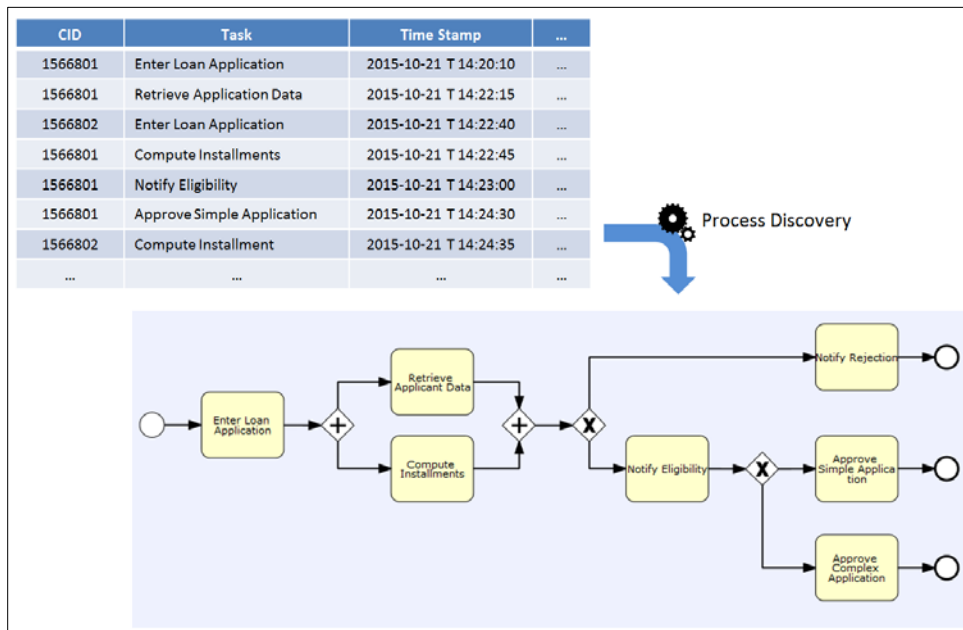 CID Task Time Stamp ...
1566801 Enter Loan Application 2015-10-21 T 14:20:10 ...
1566801 Retrieve Application Data 2015-10-21 T 14:22:15 ...
1566802 Enter Loan Application 2015-10-21 T 14:22:40 ...
1566801 Compute Installments 2015-10-21 T 14:22:45 ...
1566801 Notify Eligibility 2015-10-21 T 14:23:00 ...
1566801 Approve Simple Application 2015-10-21 T 14:24:30 ...
1566802 Compute Installment 2015-10-21 T 14:24:35 ...
... ... ... ...
Process Discovery
Enter Loan
Application
Retrieve
Applicant Data
Compute
Installments
Notify Rejection
Notify Eligibility
Approve
Simple Applica
tion
Approve
Complex
Application